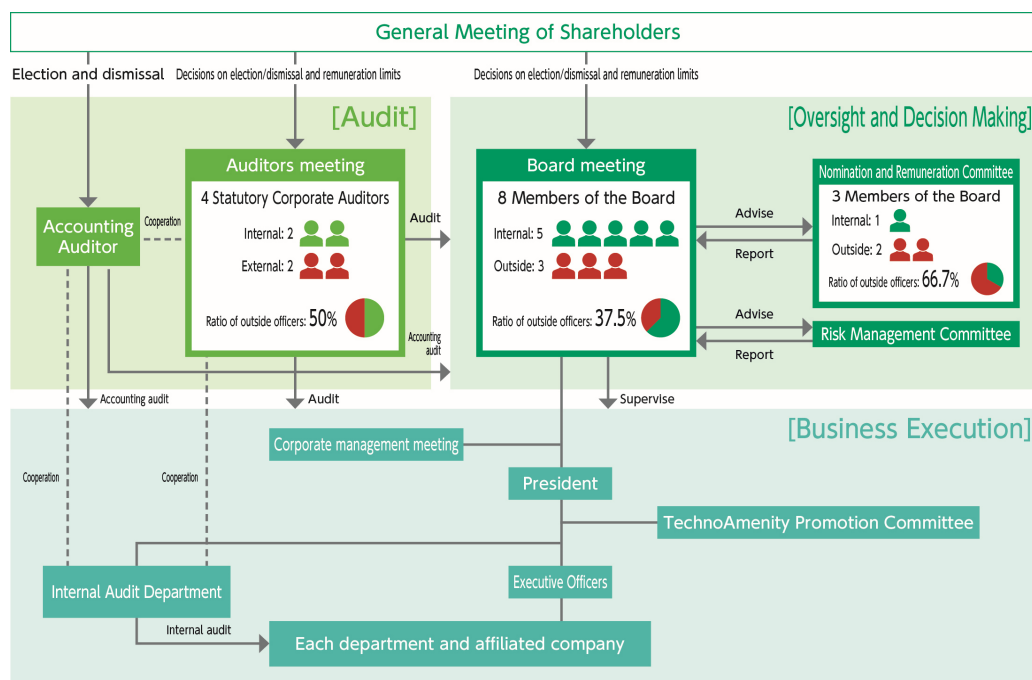 General Meeting of Shareholders
Election and dismissal
Decisions on election/dismissal and remuneration limits
Decisions on election/dismissal and remuneration limits
[Audit]
[Oversight and Decision Making]
Auditors meeting
4 Statutory Corporate Auditors
Internal: 2
External: 2
Ratio of outside officers: 50%
Accounting
Auditor
Cooperation
Audit
Accounting
audit
Board meeting
8 Members of the Board
Internal: 5
Outside: 3
Ratio of outside officers: 37.5%
Advise
Report
Nomination and Remuneration Committee
3 Members of the Board
Internal: 1
Outside: 2
Ratio of outside officers: 66.7%
Advise
Report
Risk Management Committee
Accounting audit
Audit
Supervise
[Business Execution]
Corporate management meeting
Cooperation
Cooperation
President
TechnoAmenity Promotion Committee
Internal Audit Department
Executive Officers
Internal audit
Each department and affiliated company